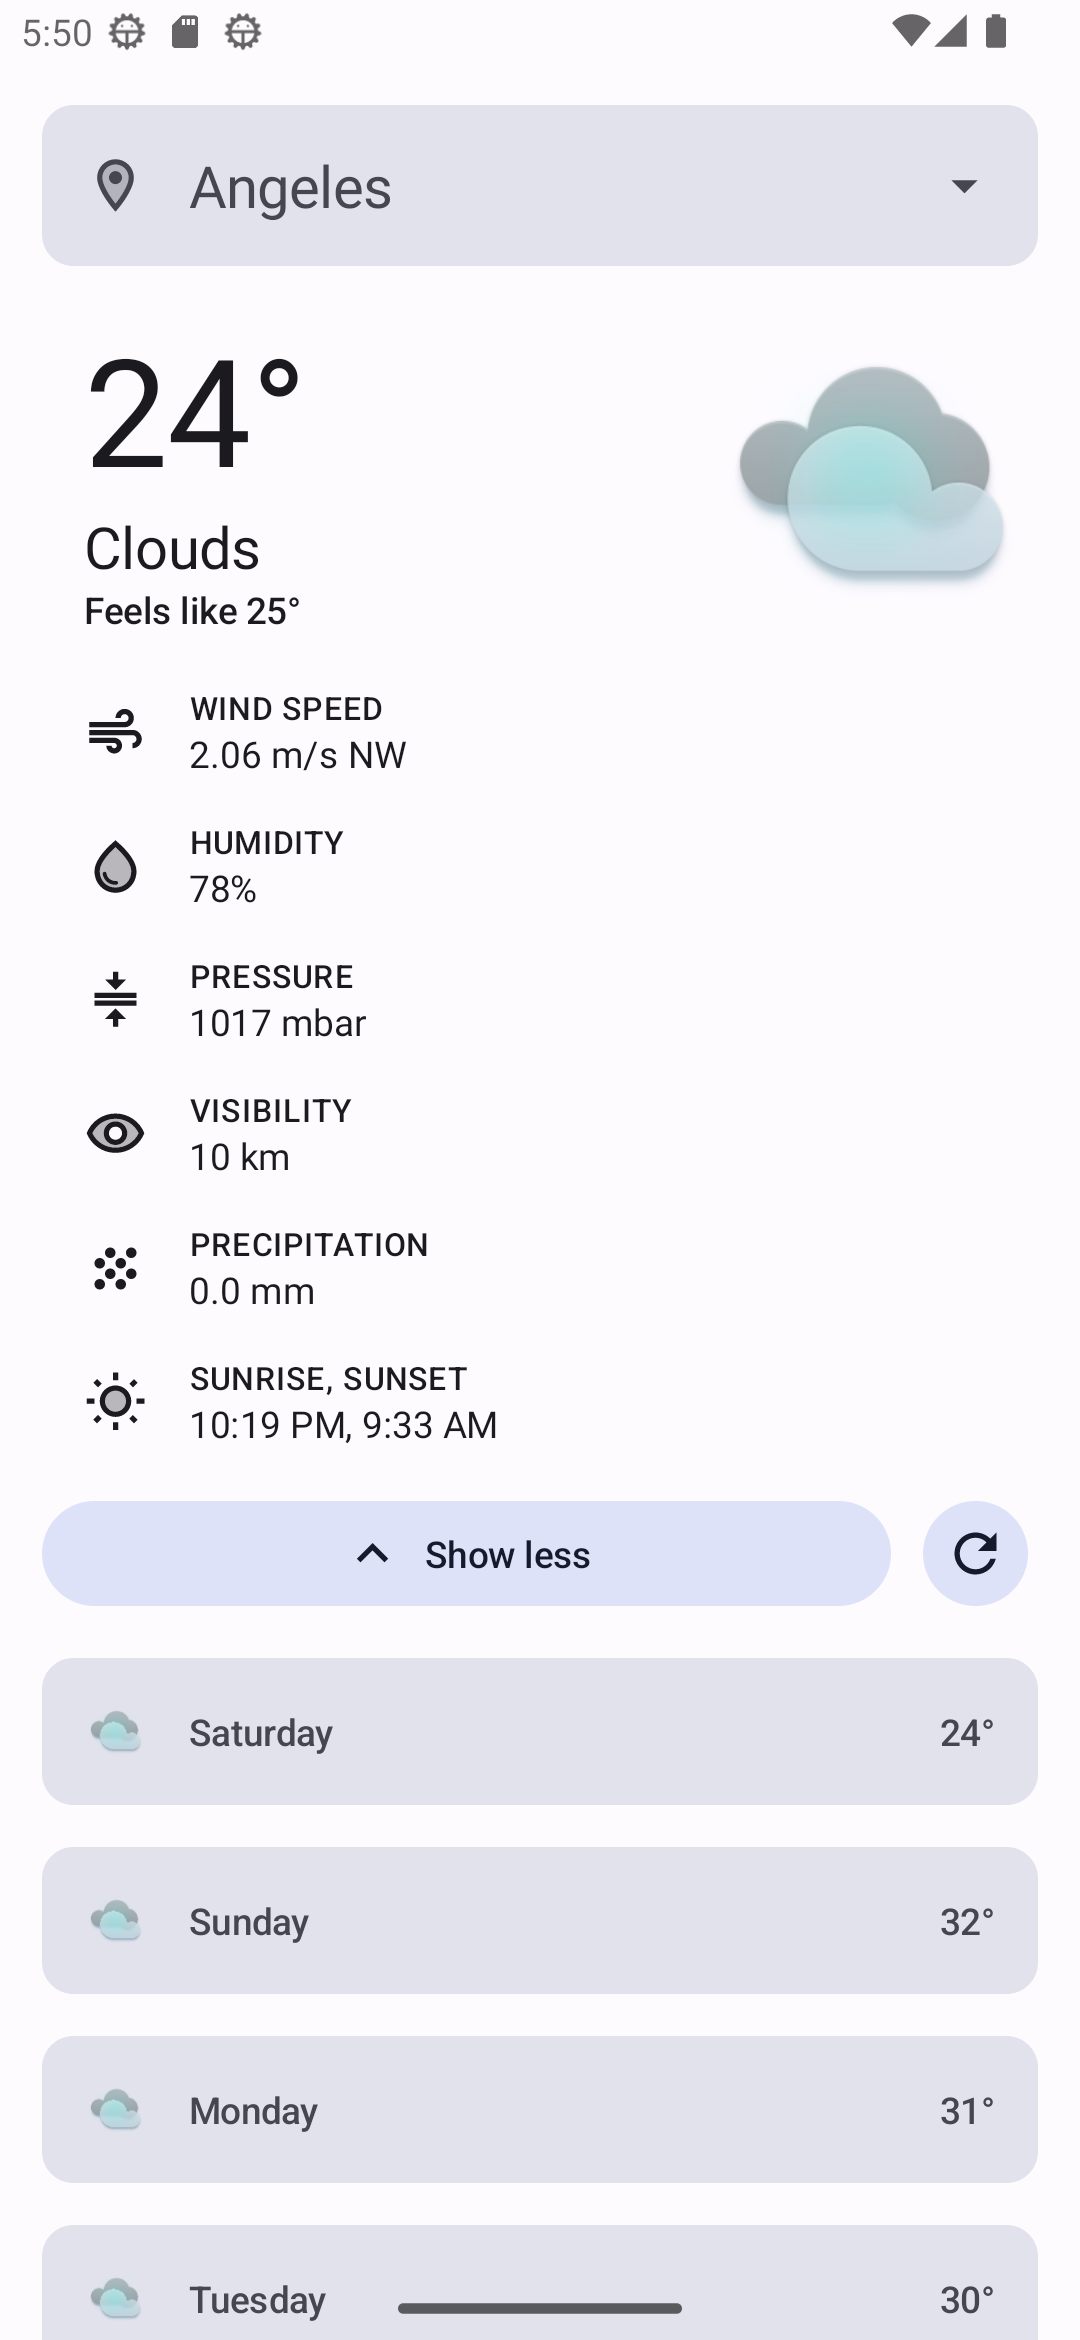 5:50
Angeles
24°
Clouds
Feels like 25°
WIND SPEED
2.06 m/s NW
HUMIDITY
78%
PRESSURE
1017 mbar
VISIBILITY
10 km
PRECIPITATION
0.0 mm
SUNRISE, SUNSET
10:19 PM, 9:33 AM
Show less
Saturday 24°
Sunday 32°
Monday 31°
Tuesday 30°